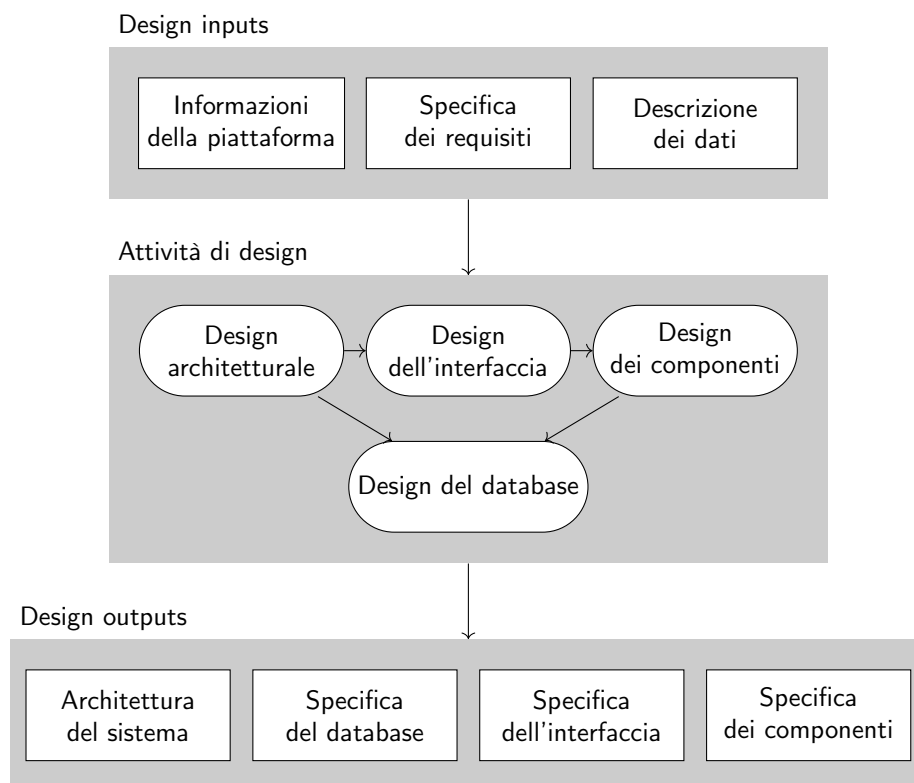 Design inputs
Informazioni
della piattaforma
Specifica
dei requisiti
Descrizione
dei dati
Attività di design
Design
architetturale
Design
dell'interfaccia
Design
dei componenti
Design del database
Design outputs
Architettura
del sistema
Specifica
del database
Specifica
dell'interfaccia
Specifica
dei componenti